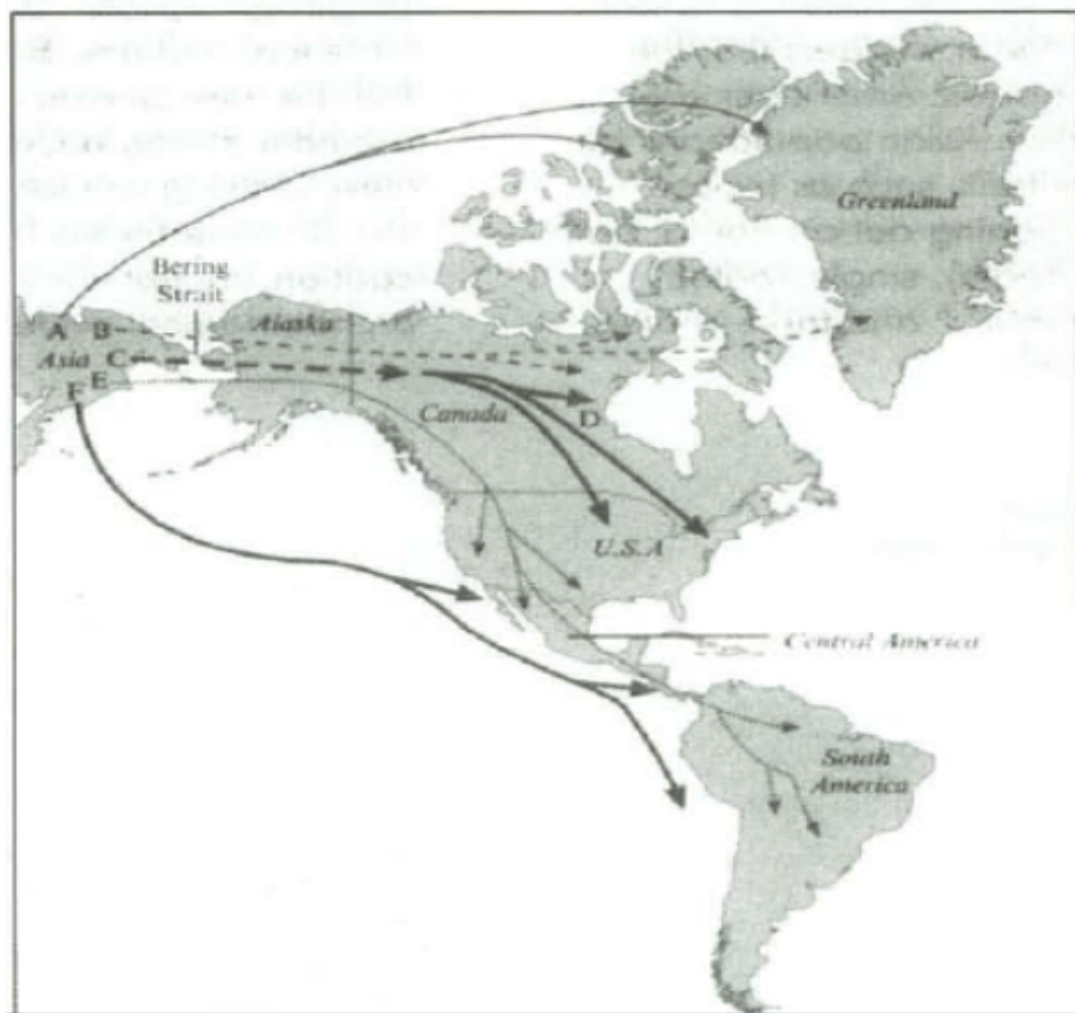 Greenland
Bering
Strait
A
B
Alaska
C
Asia
E
F
Canada
D
U.S.A
Central America
South
America